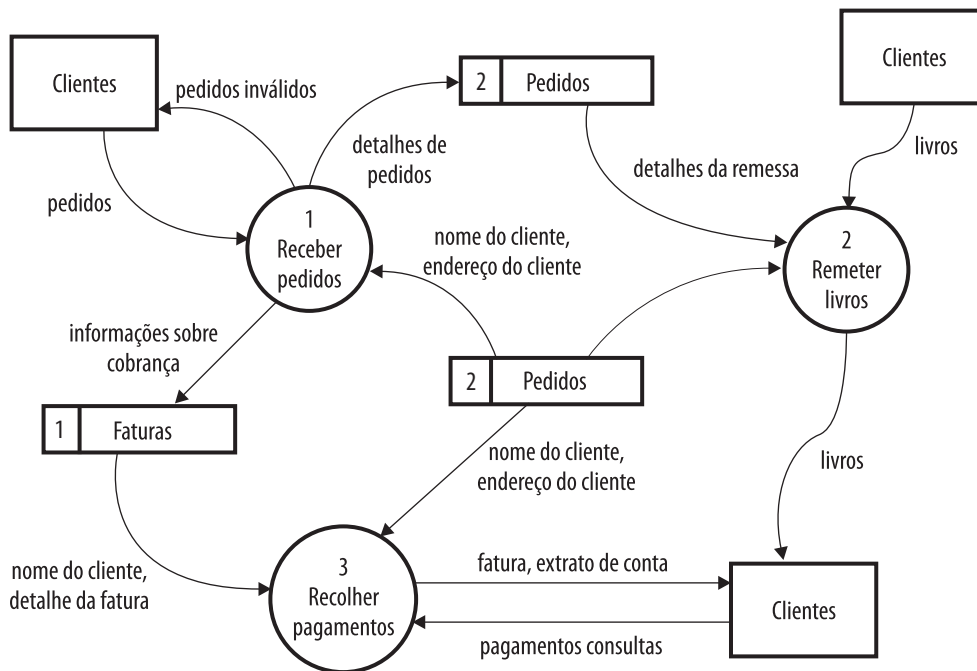 Clientes
pedidos inválidos
2 Pedidos
Clientes
detalhes de
pedidos
livros
detalhes da remessa
pedidos
1
Receber
pedidos
nome do cliente,
endereço do cliente
2
Remeter
livros
informações sobre
cobrança
2 Pedidos
1 Faturas
nome do cliente,
endereço do cliente
livros
nome do cliente,
detalhe da fatura
3
Recolher
pagamentos
fatura, extrato de conta
Clientes
pagamentos consultas